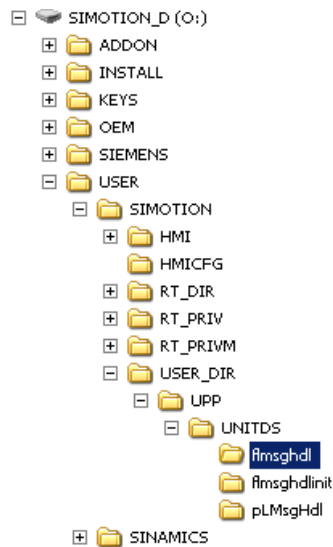 SIMOTION_D (O:)
ADDON
INSTALL
KEYS
OEM
SIEMENS
USER
SIMOTION
HMI
HMICFG
RT_DIR
RT_PRIV
RT_PRIVM
USER_DIR
UPP
UNITDS
flmsghdl
flmsghdlinit
pLMsgHdl
SINAMICS